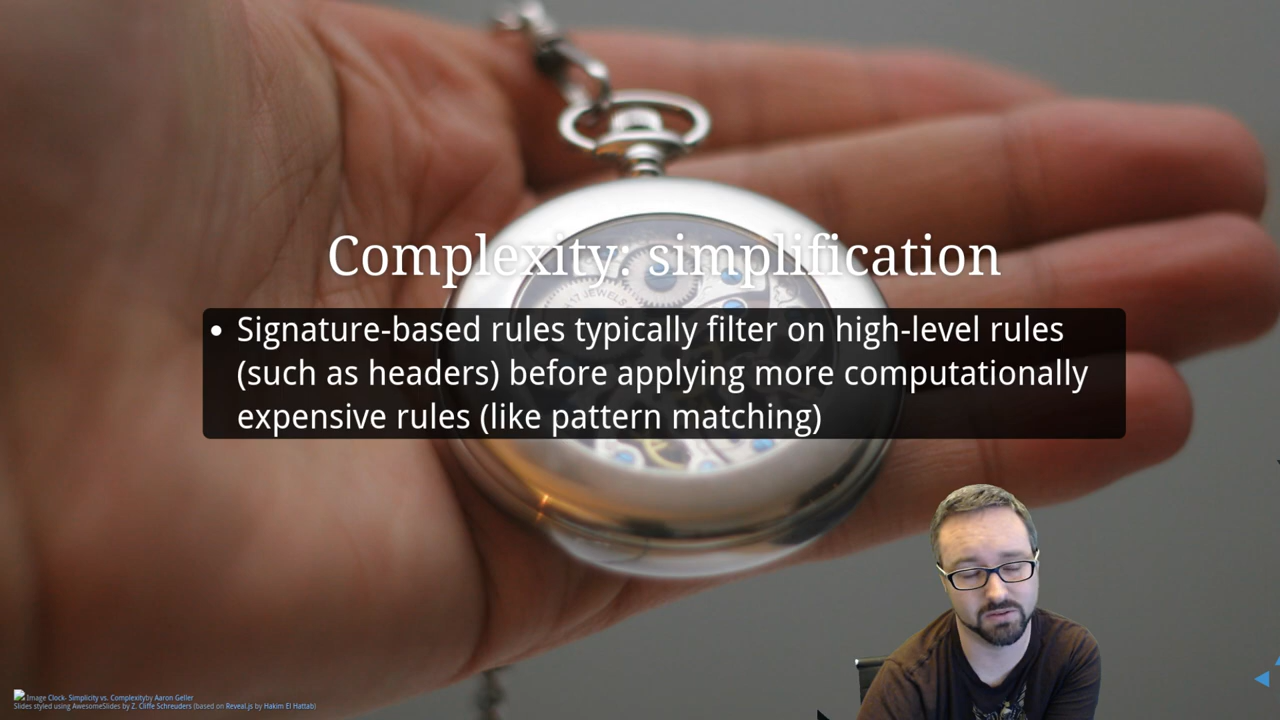 Complexity: simplification
17 JEWELS
• Signature-based rules typically filter on high-level rules
(such as headers) before applying more computationally
expensive rules (like pattern matching)
Image Clock- Simplicity vs. Complexityby Aaron Geller
Slides styled using AwesomeSlides by Z. Cliffe Schreuders (based on Reveal.js by Hakim El Hattab)